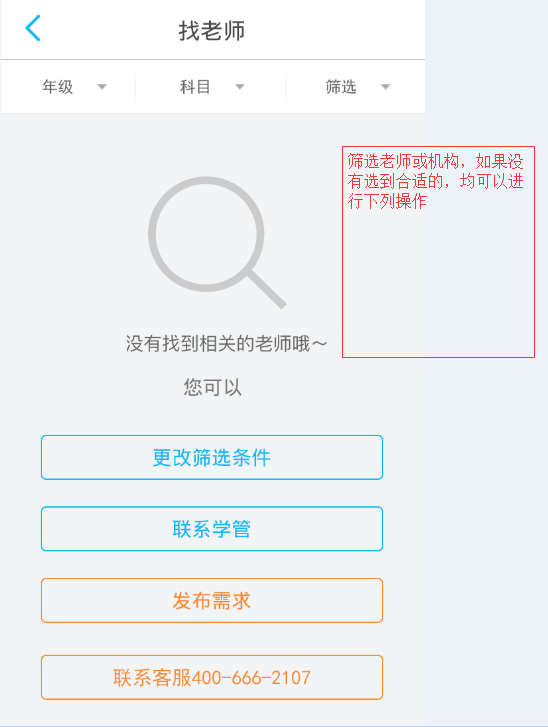 找老师
年级
科目
筛选
筛选老师或机构，如果没
有选到合适的，均可以进
行下列操作
没有找到相关的老师哦～
您可以
更改筛选条件
联系学管
发布需求
联系客服400-666-2107